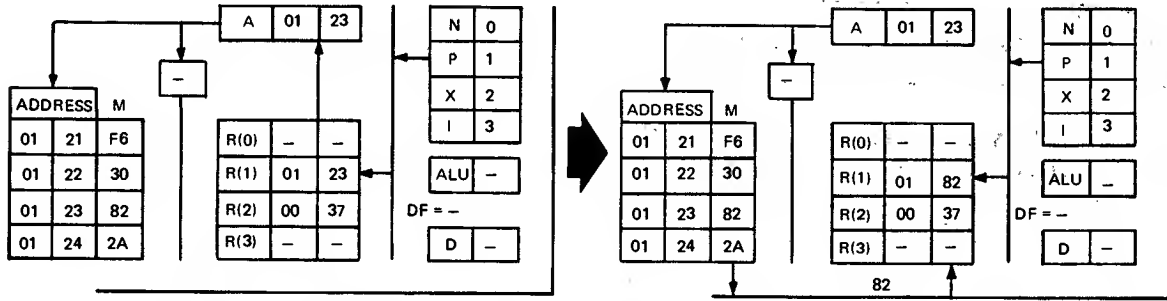 A 01 23
N 0
P 1
X 2
I 3
–
ADDRESS M
01 21 F6
01 22 30
01 23 82
01 24 2A
R(0) – –
R(1) 01 23
R(2) 00 37
R(3) – –
ALU –
DF = –
D –
A 01 23
N 0
P 1
X 2
I 3
–
ADDRESS M
01 21 F6
01 22 30
01 23 82
01 24 2A
R(0) – –
R(1) 01 82
R(2) 00 37
R(3) – –
ALU –
DF = –
D –
82